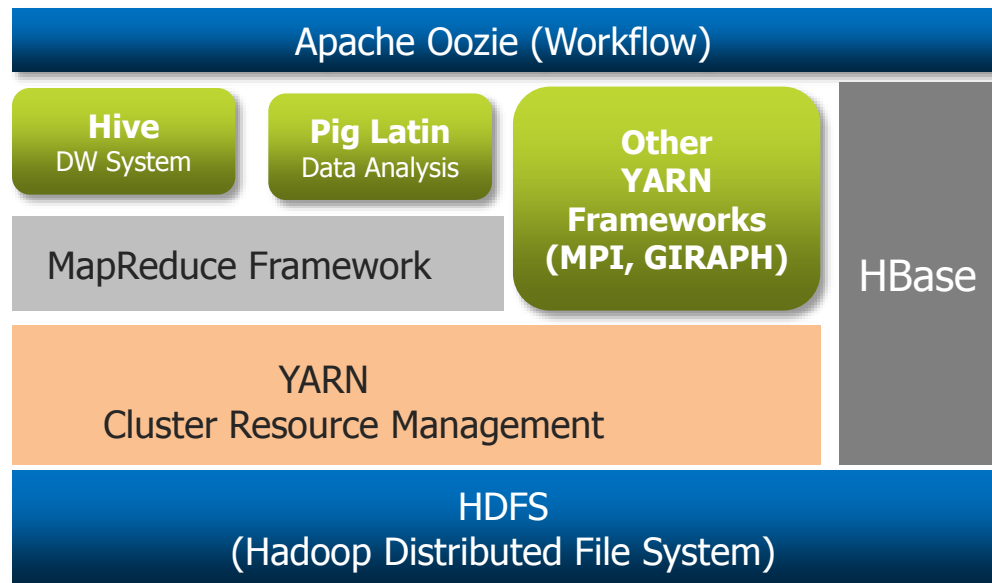 Apache Oozie (Workflow)
Hive
DW System
Pig Latin
Data Analysis
Other
YARN
Frameworks
(MPI, GIRAPH)
MapReduce Framework
HBase
YARN
Cluster Resource Management
HDFS
(Hadoop Distributed File System)